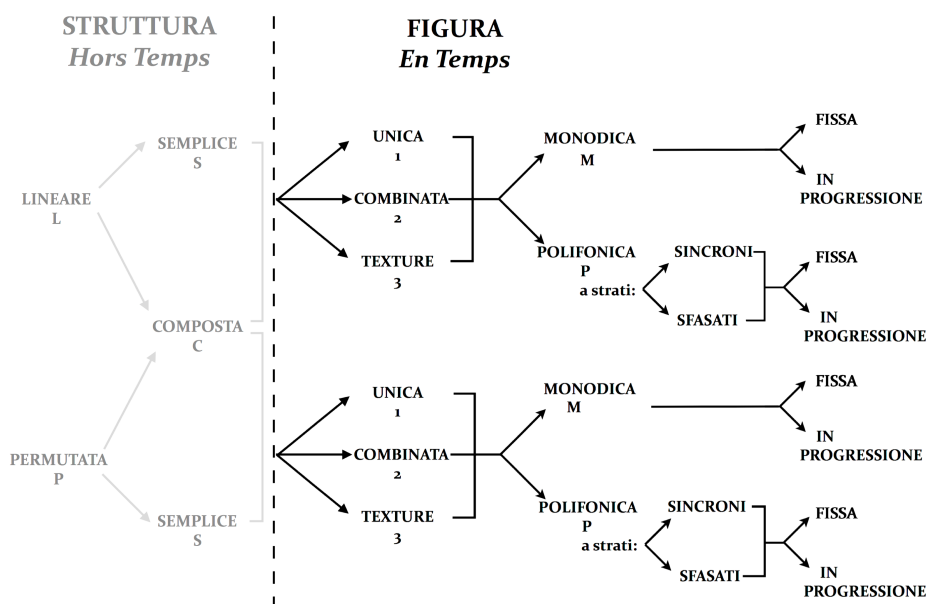 STRUTTURA
Hors Temps
FIGURA
En Temps
LINEARE
L
SEMPLICE
S
COMPOSTA
C
PERMUTATA
P
SEMPLICE
S
UNICA
1
COMBINATA
2
TEXTURE
3
MONODICA
M
FISSA
IN
PROGRESSIONE
POLIFONICA
P
a strati:
SINCRONI
SFASATI
FISSA
IN
PROGRESSIONE
UNICA
1
COMBINATA
2
TEXTURE
3
MONODICA
M
FISSA
IN
PROGRESSIONE
POLIFONICA
P
a strati:
SINCRONI
SFASATI
FISSA
IN
PROGRESSIONE